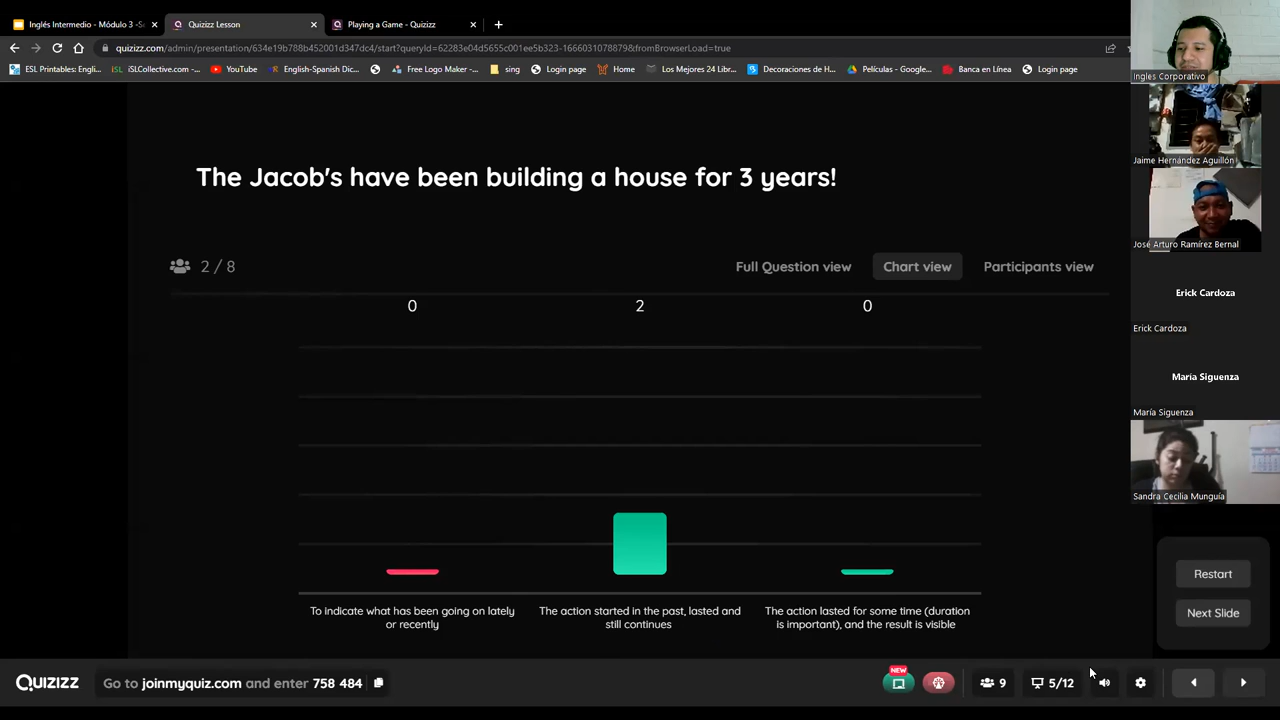 Inglés Intermedio - Módulo 3 -S
Quizizz Lesson
Playing a Game - Quizizz
quizizz.com/admin/presentation/634e19b788b452001d347dc4/start?queryId=62283e04d5655c001ee5b323-1666031078879&fromBrowserLoad=true
ESL Printables: Engli...
iSLCollective.com -...
YouTube
English-Spanish Dic...
Free Logo Maker -...
sing
Login page
Home
Los Mejores 24 Libr...
Decoraciones de H...
Películas - Google...
Banca en Línea
Login page
Ingles Corporativo
Jaime Hernández Aguillón
José Arturo Ramírez Bernal
Erick Cardoza
Erick Cardoza
Maria Siguenza
María Siguenza
Sandra Cecilia Munguía
The Jacob's have been building a house for 3 years!
2 / 8
Full Question view
Chart view
Participants view
0
2
0
To indicate what has been going on lately
or recently
The action started in the past, lasted and
still continues
The action lasted for some time (duration
is important), and the result is visible
Restart
Next Slide
QUIZIZZ
Go to joinmyquiz.com and enter 758 484
NEW
9
5/12